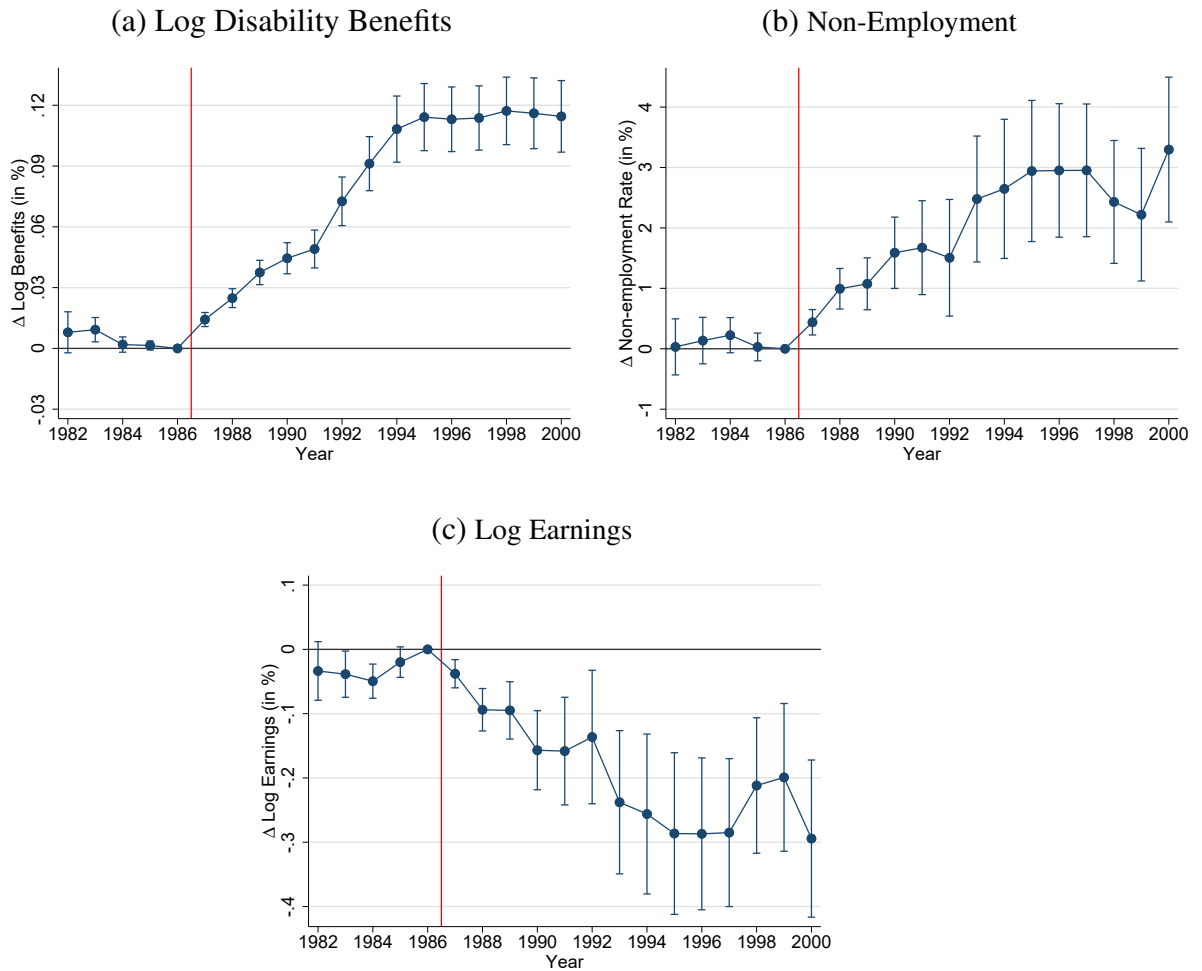 (a) Log Disability Benefits
Δ Log Benefits (in %)
.12
.09
.06
.03
0
-.03
1982 1984 1986 1988 1990 1992 1994 1996 1998 2000
Year
(b) Non-Employment
Δ Non-employment Rate (in %)
4
3
2
1
0
-1
1982 1984 1986 1988 1990 1992 1994 1996 1998 2000
Year
(c) Log Earnings
Δ Log Earnings (in %)
.1
0
-.1
-.2
-.3
-.4
1982 1984 1986 1988 1990 1992 1994 1996 1998 2000
Year